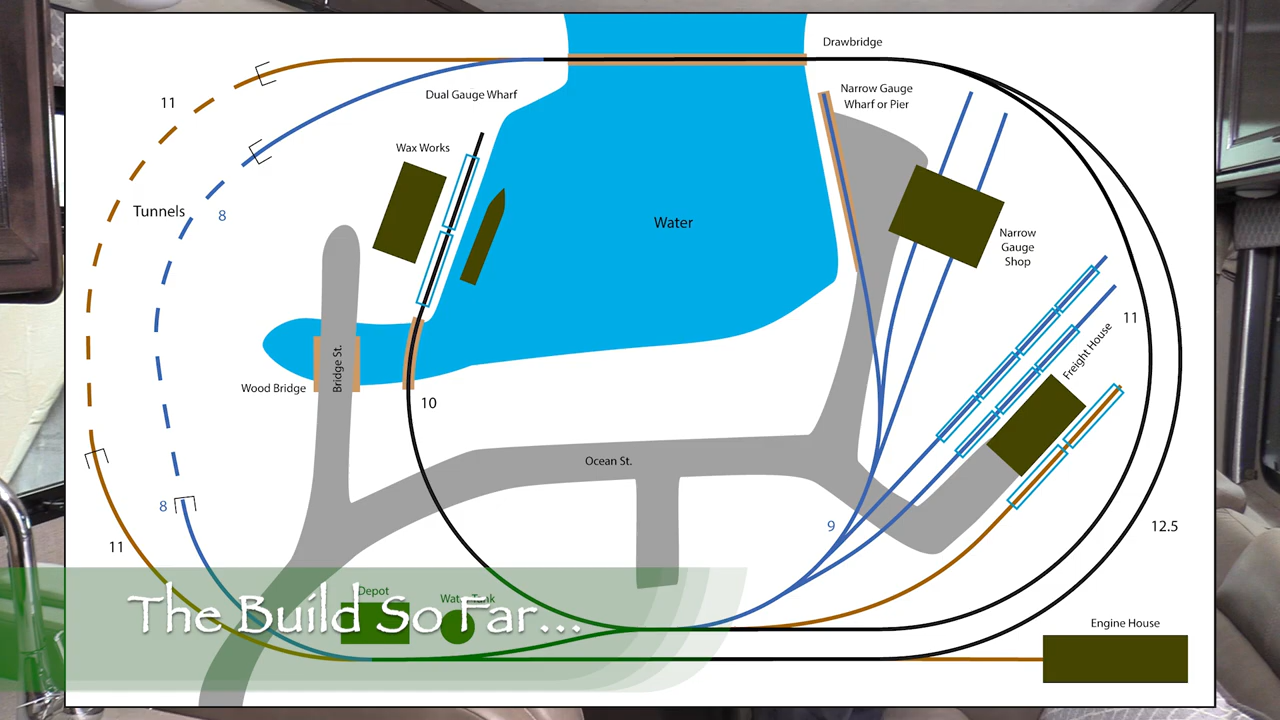 Drawbridge
Dual Gauge Wharf
Narrow Gauge
Wharf or Pier
11
Wax Works
Tunnels
8
Water
Narrow
Gauge
Shop
11
Freight House
Bridge St.
Wood Bridge
10
Ocean St.
8
9
12.5
11
Depot
Water Tank
The Build So Far...
Engine House